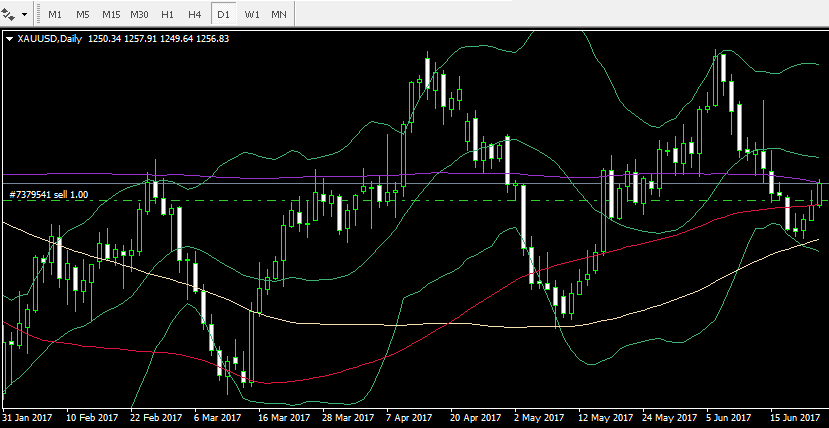 M1 M5 M15 M30 H1 H4 D1 W1 MN
XAUUSD,Daily 1250.34 1257.91 1249.64 1256.83
#7379541 sell 1.00
31 Jan 2017 10 Feb 2017 22 Feb 2017 6 Mar 2017 16 Mar 2017 28 Mar 2017 7 Apr 2017 20 Apr 2017 2 May 2017 12 May 2017 24 May 2017 5 Jun 2017 15 Jun 2017